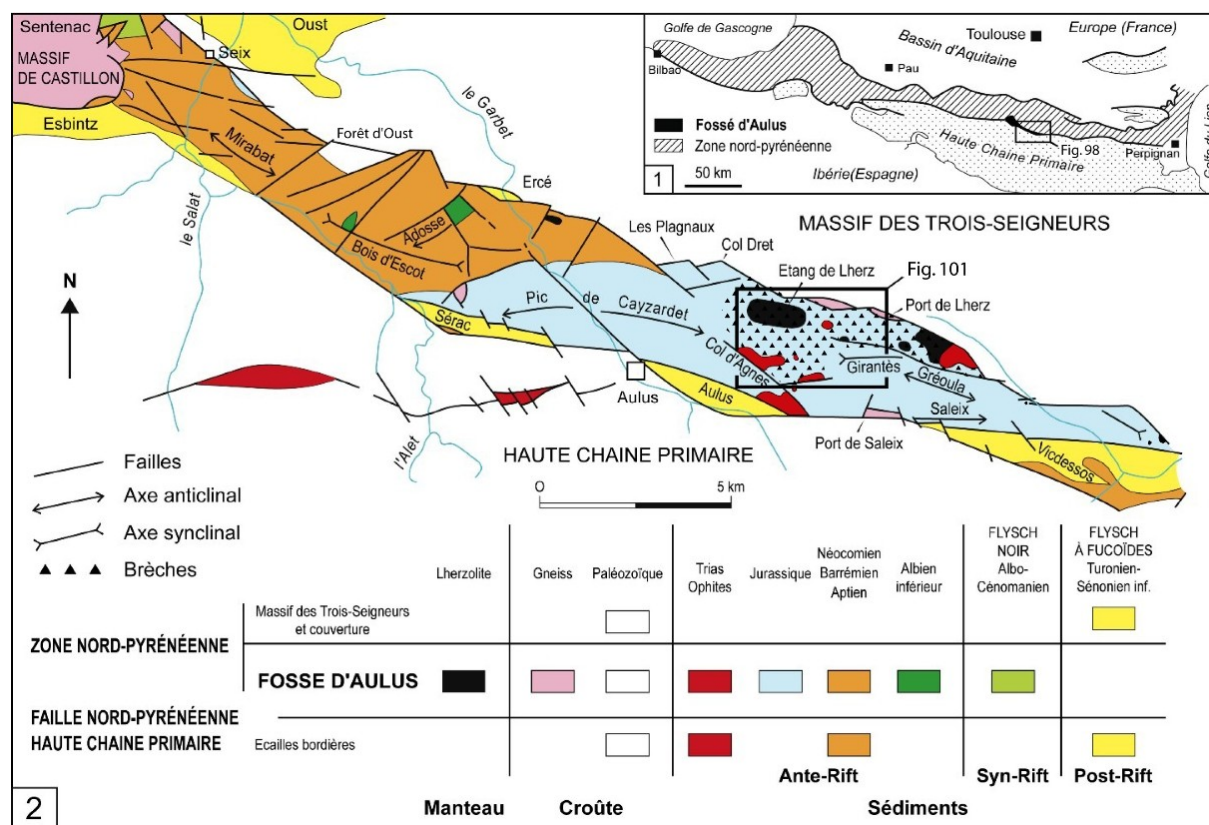 Sentenac
MASSIF
DE CASTILLON
Esbintz
Oust
Seix
le Garbet
Forêt d'Oust
Mirabat
le Salat
Ercé
Adosse
Bois d'Escot
Golfe de Gascogne
Toulouse
Europe (France)
Bassin d'Aquitaine
Bilbao
Pau
Fossé d'Aulus
Zone nord-pyrénéenne
Haute Chaîne Primaire
Fig. 98
Perpignan
Golfe du Lion
50 km
Ibérie(Espagne)
1
MASSIF DES TROIS-SEIGNEURS
Les Plagnaux
Col Dret
Etang de Lherz
Fig. 101
Port de Lherz
Pic de Cayzardet
Sérac
Col d'Agnes
Girantès
Gréoula
Aulus
Aulus
Saleix
Port de Saleix
Vicdessos
l'Alet
N
HAUTE CHAINE PRIMAIRE
O 5 km
Failles
Axe anticlinal
Axe synclinal
Brèches
Lherzolite
Gneiss
Paléozoïque
Trias
Ophites
Jurassique
Néocomien
Barrémien
Aptien
Albien
inférieur
FLYSCH
NOIR
Albo-
Cénomanien
FLYSCH
À FUCOÏDES
Turonien-
Sénonien inf.
Massif des Trois-Seigneurs
et couverture
ZONE NORD-PYRÉNÉENNE
FOSSE D'AULUS
FAILLE NORD-PYRÉNÉENNE
HAUTE CHAINE PRIMAIRE
Ecailles bordières
Ante-Rift
Syn-Rift
Post-Rift
Manteau
Croûte
Sédiments
2